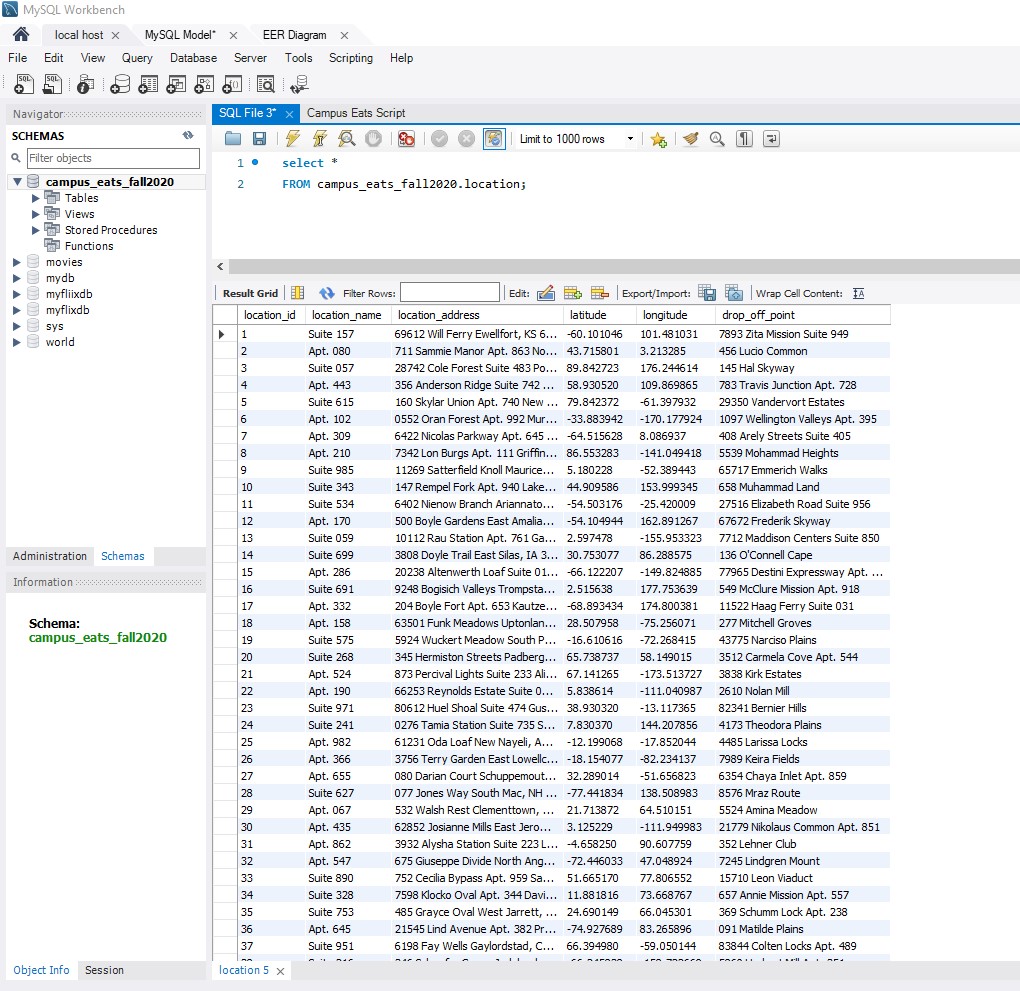 MySQL Workbench
local host MySQL Model* EER Diagram
File Edit View Query Database Server Tools Scripting Help
Navigator
SCHEMAS
Filter objects
campus_eats_fall2020
Tables
Views
Stored Procedures
Functions
movies
mydb
myfliixdb
myflixdb
sys
world
Administration Schemas
Information
Schema:
campus_eats_fall2020
Object Info Session
SQL File 3* Campus Eats Script
Limit to 1000 rows
1 select *
2 FROM campus_eats_fall2020.location;
Result Grid Filter Rows: Edit: Export/Import: Wrap Cell Content:
location_id location_name location_address latitude longitude drop_off_point
1 Suite 157 69612 Will Ferry Ewellfort, KS 6... -60.101046 101.481031 7893 Zita Mission Suite 949
2 Apt. 080 711 Sammie Manor Apt. 863 No... 43.715801 3.213285 456 Lucio Common
3 Suite 057 28742 Cole Forest Suite 483 Po... 89.842723 176.244614 145 Hal Skyway
4 Apt. 443 356 Anderson Ridge Suite 742 ... 58.930520 109.869865 783 Travis Junction Apt. 728
5 Suite 615 160 Skylar Union Apt. 740 New ... 79.842372 -61.397932 29350 Vandervort Estates
6 Apt. 102 0552 Oran Forest Apt. 992 Mur... -33.883942 -170.177924 1097 Wellington Valleys Apt. 395
7 Apt. 309 6422 Nicolas Parkway Apt. 645 ... -64.515628 8.086937 408 Arely Streets Suite 405
8 Apt. 210 7342 Lon Burgs Apt. 111 Griffin... 86.553283 -141.049418 5539 Mohammad Heights
9 Suite 985 11269 Satterfield Knoll Maurice... 5.180228 -52.389443 65717 Emmerich Walks
10 Suite 343 147 Rempel Fork Apt. 940 Lake... 44.909586 153.999345 658 Muhammad Land
11 Suite 534 6402 Nienow Branch Ariannato... -54.503176 -25.420009 27516 Elizabeth Road Suite 956
12 Apt. 170 500 Boyle Gardens East Amalia... -54.104944 162.891267 67672 Frederik Skyway
13 Suite 059 10112 Rau Station Apt. 761 Ga... 2.597478 -155.953323 7712 Maddison Centers Suite 850
14 Suite 699 3808 Doyle Trail East Silas, IA 3... 30.753077 86.288575 136 O'Connell Cape
15 Apt. 286 20238 Altenwerth Loaf Suite 01... -66.122207 -149.824885 77965 Destini Expressway Apt. ...
16 Suite 691 9248 Bogisich Valleys Trompsta... 2.515638 177.753639 549 McClure Mission Apt. 918
17 Apt. 332 204 Boyle Fort Apt. 653 Kautze... -68.893434 174.800381 11522 Haag Ferry Suite 031
18 Apt. 158 63501 Funk Meadows Uptonlan... 28.507958 -75.256071 277 Mitchell Groves
19 Suite 575 5924 Wuckert Meadow South P... -16.610616 -72.268415 43775 Narciso Plains
20 Suite 268 345 Hermiston Streets Padberg... 65.738737 58.149015 3512 Carmela Cove Apt. 544
21 Apt. 524 873 Percival Lights Suite 233 Ali... 67.141265 -173.513727 3838 Kirk Estates
22 Apt. 190 66253 Reynolds Estate Suite 0... 5.838614 -111.040987 2610 Nolan Mill
23 Suite 971 80612 Huel Shoal Suite 474 Gus... 38.930320 -13.117365 82341 Bernier Hills
24 Suite 241 0276 Tamia Station Suite 735 S... 7.830370 144.207856 4173 Theodora Plains
25 Apt. 982 61231 Oda Loaf New Nayeli, A... -12.199068 -17.852044 4485 Larissa Locks
26 Apt. 366 3756 Terry Garden East Lowellc... -18.154077 -82.234137 7989 Keira Fields
27 Apt. 655 080 Darian Court Schuppemout... 32.289014 -51.656823 6354 Chaya Inlet Apt. 859
28 Suite 627 077 Jones Way South Mac, NH ... -77.441834 138.508983 8576 Mraz Route
29 Apt. 067 532 Walsh Rest Clementtown, ... 21.713872 64.510151 5524 Amina Meadow
30 Apt. 435 62852 Josianne Mills East Jero... 3.125229 -111.949983 21779 Nikolaus Common Apt. 851
31 Apt. 862 3932 Alysha Station Suite 223 L... -4.658250 90.607759 352 Lehner Club
32 Apt. 547 675 Giuseppe Divide North Ang... -72.446033 47.048924 7245 Lindgren Mount
33 Suite 890 752 Cecilia Bypass Apt. 959 Sa... 51.665170 77.806552 15710 Leon Viaduct
34 Suite 328 7598 Klocko Oval Apt. 344 Davi... 11.881816 73.668767 657 Annie Mission Apt. 557
35 Suite 753 485 Grayce Oval West Jarrett, ... 24.690149 66.045301 369 Schumm Lock Apt. 238
36 Apt. 645 21545 Lind Avenue Apt. 382 Pr... -74.927689 83.265896 091 Matilde Plains
37 Suite 951 6198 Fay Wells Gaylordstad, C... 66.394980 -59.050144 83844 Colten Locks Apt. 489
location 5